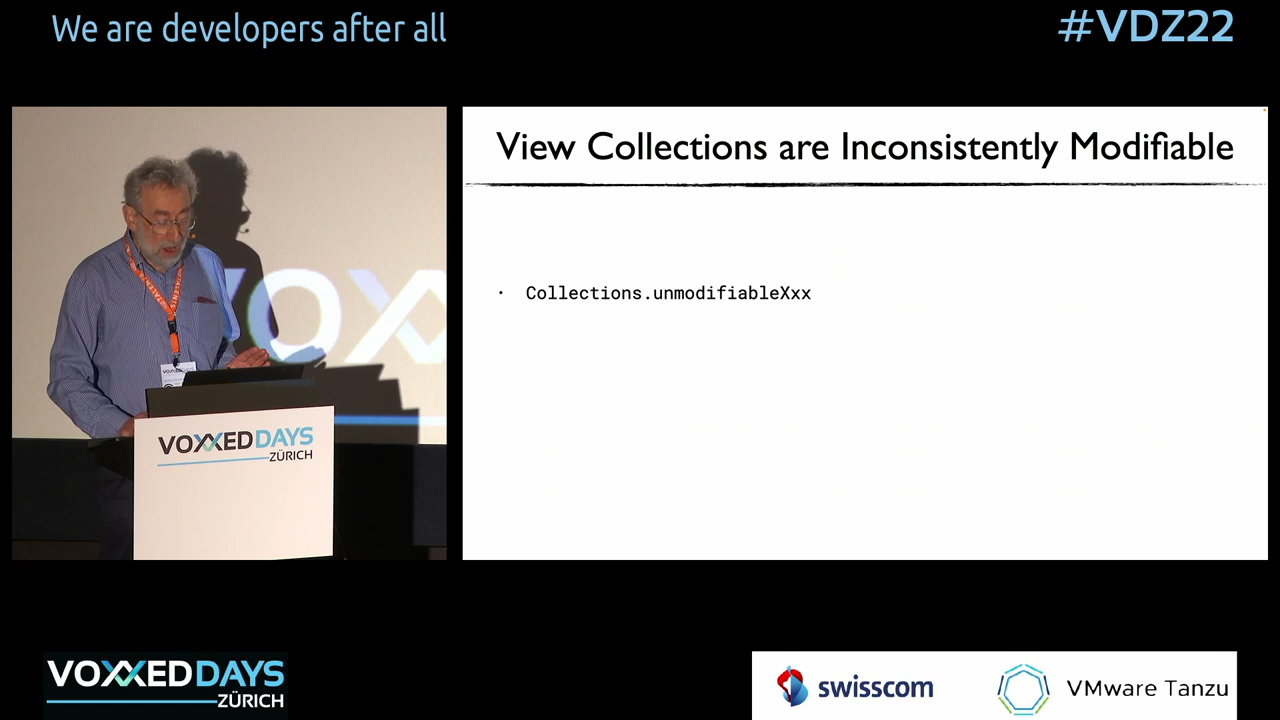 We are developers after all
#VDZ22
View Collections are Inconsistently Modifiable
• Collections.unmodifiableXxx
VOXXED DAYS
ZÜRICH
VOXXED DAYS
ZÜRICH
swisscom
VMware Tanzu